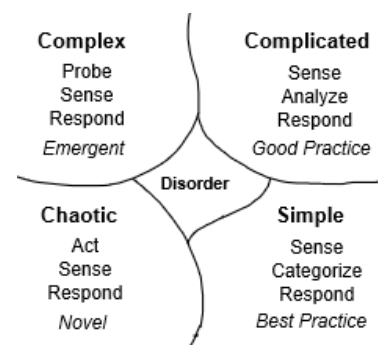 Complex
Probe
Sense
Respond
Emergent
Complicated
Sense
Analyze
Respond
Good Practice
Disorder
Chaotic
Act
Sense
Respond
Novel
Simple
Sense
Categorize
Respond
Best Practice